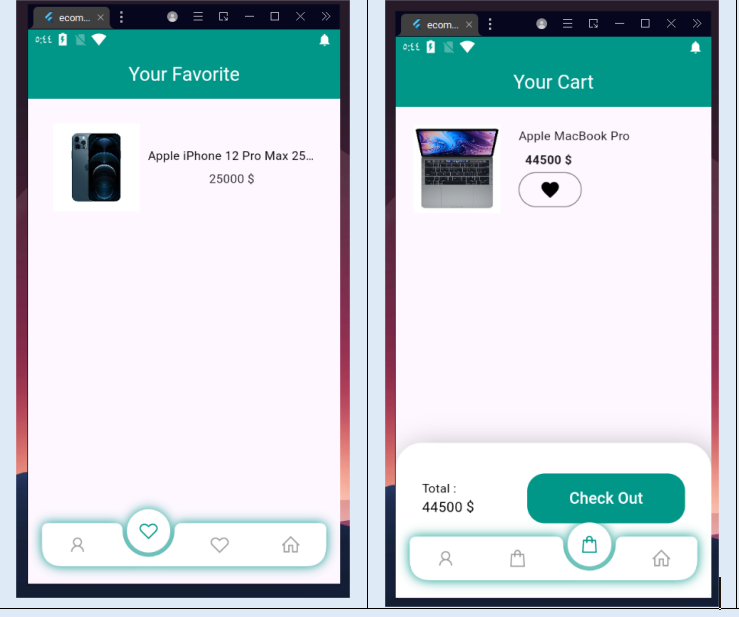 ecom...
٥:٤٤
Your Favorite
Apple iPhone 12 Pro Max 25...
25000 $
ecom...
٥:٤٤
Your Cart
Apple MacBook Pro
44500 $
Total :
44500 $
Check Out